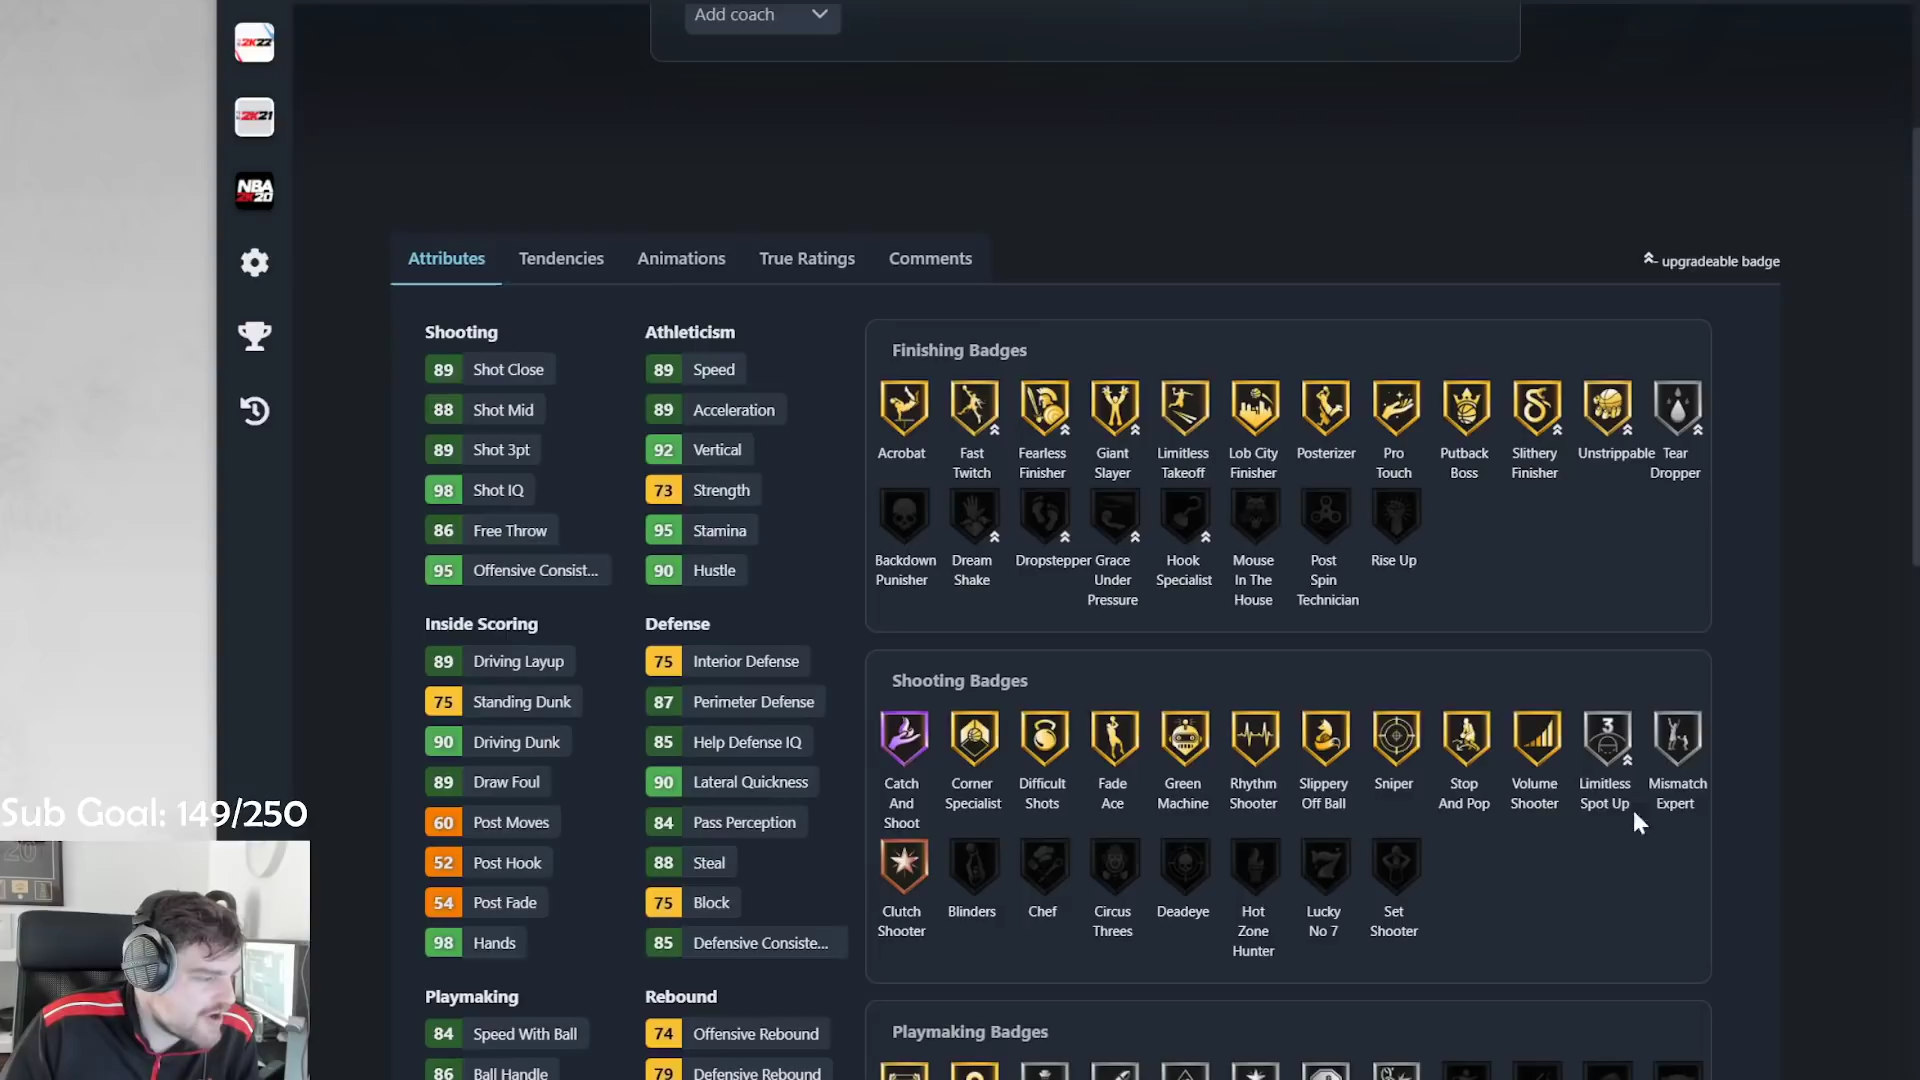 Add coach
2K22
2K21
NBA
2K20
Attributes Tendencies Animations True Ratings Comments
upgradeable badge
Shooting
89 Shot Close
88 Shot Mid
89 Shot 3pt
98 Shot IQ
86 Free Throw
95 Offensive Consist...
Athleticism
89 Speed
89 Acceleration
92 Vertical
73 Strength
95 Stamina
90 Hustle
Inside Scoring
89 Driving Layup
75 Standing Dunk
90 Driving Dunk
89 Draw Foul
60 Post Moves
52 Post Hook
54 Post Fade
98 Hands
Defense
75 Interior Defense
87 Perimeter Defense
85 Help Defense IQ
90 Lateral Quickness
84 Pass Perception
88 Steal
75 Block
85 Defensive Consiste...
Playmaking
84 Speed With Ball
86 Ball Handle
Rebound
74 Offensive Rebound
79 Defensive Rebound
Finishing Badges
Acrobat
Fast
Twitch
Fearless
Finisher
Giant
Slayer
Limitless
Takeoff
Lob City
Finisher
Posterizer
Pro
Touch
Putback
Boss
Slithery
Finisher
Unstrippable
Tear
Dropper
Backdown
Punisher
Dream
Shake
Dropstepper
Grace
Under
Pressure
Hook
Specialist
Mouse
In The
House
Post
Spin
Technician
Rise Up
Shooting Badges
3
Catch
And
Shoot
Corner
Specialist
Difficult
Shots
Fade
Ace
Green
Machine
Rhythm
Shooter
Slippery
Off Ball
Sniper
Stop
And Pop
Volume
Shooter
Limitless
Spot Up
Mismatch
Expert
Clutch
Shooter
Blinders
Chef
Circus
Threes
Deadeye
Hot
Zone
Hunter
Lucky
No 7
Set
Shooter
Playmaking Badges
Sub Goal: 149/250